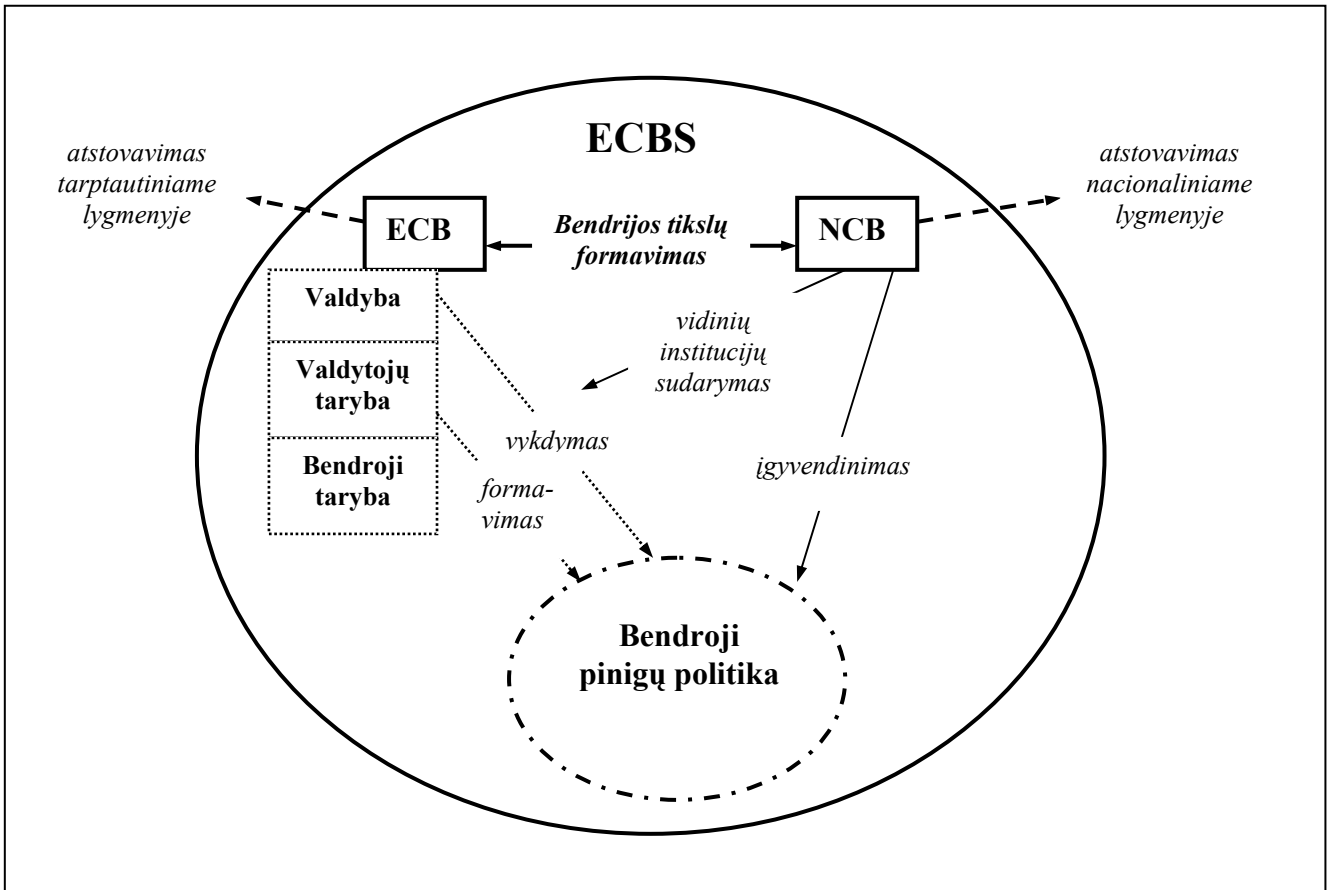 ECBS
atstovavimas
tarptautiniame
lygmenyje
atstovavimas
nacionaliniame
lygmenyje
ECB
Bendrijos tikslų
formavimas
NCB
Valdyba
Valdytojų
taryba
Bendroji
taryba
vidinių
institucijų
sudarymas
vykdymas
forma-
vimas
įgyvendinimas
Bendroji
pinigų politika